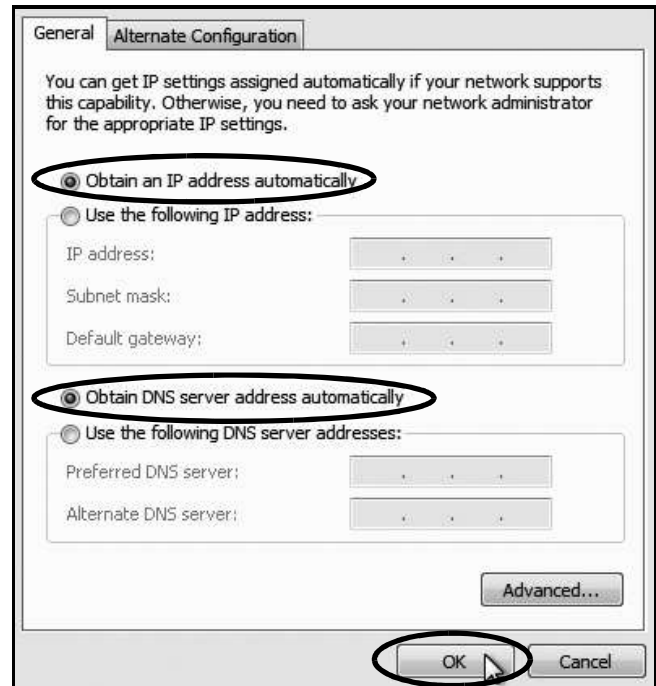 General Alternate Configuration
You can get IP settings assigned automatically if your network supports
this capability. Otherwise, you need to ask your network administrator
for the appropriate IP settings.
Obtain an IP address automatically
Use the following IP address:
IP address:
Subnet mask:
Default gateway:
Obtain DNS server address automatically
Use the following DNS server addresses:
Preferred DNS server:
Alternate DNS server:
Advanced...
OK Cancel